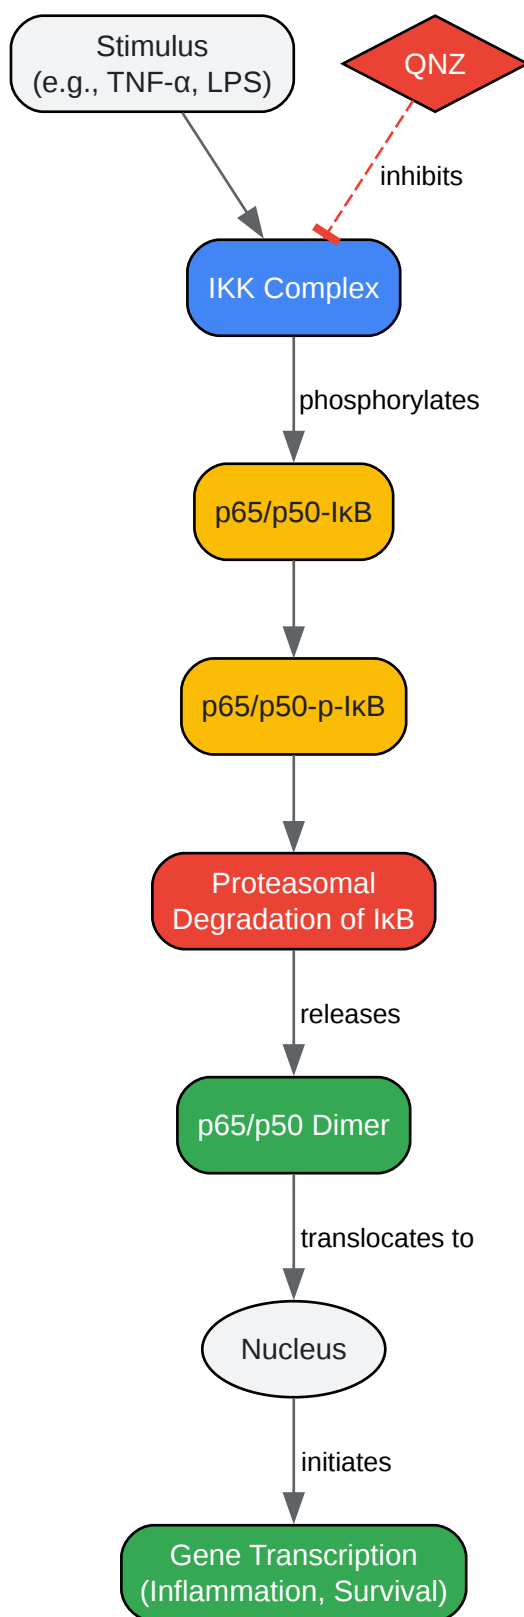 Stimulus
(e.g., TNF-α, LPS)
QNZ
inhibits
IKK Complex
phosphorylates
p65/p50-IκB
p65/p50-p-IκB
Proteasomal
Degradation of IκB
releases
p65/p50 Dimer
translocates to
Nucleus
initiates
Gene Transcription
(Inflammation, Survival)